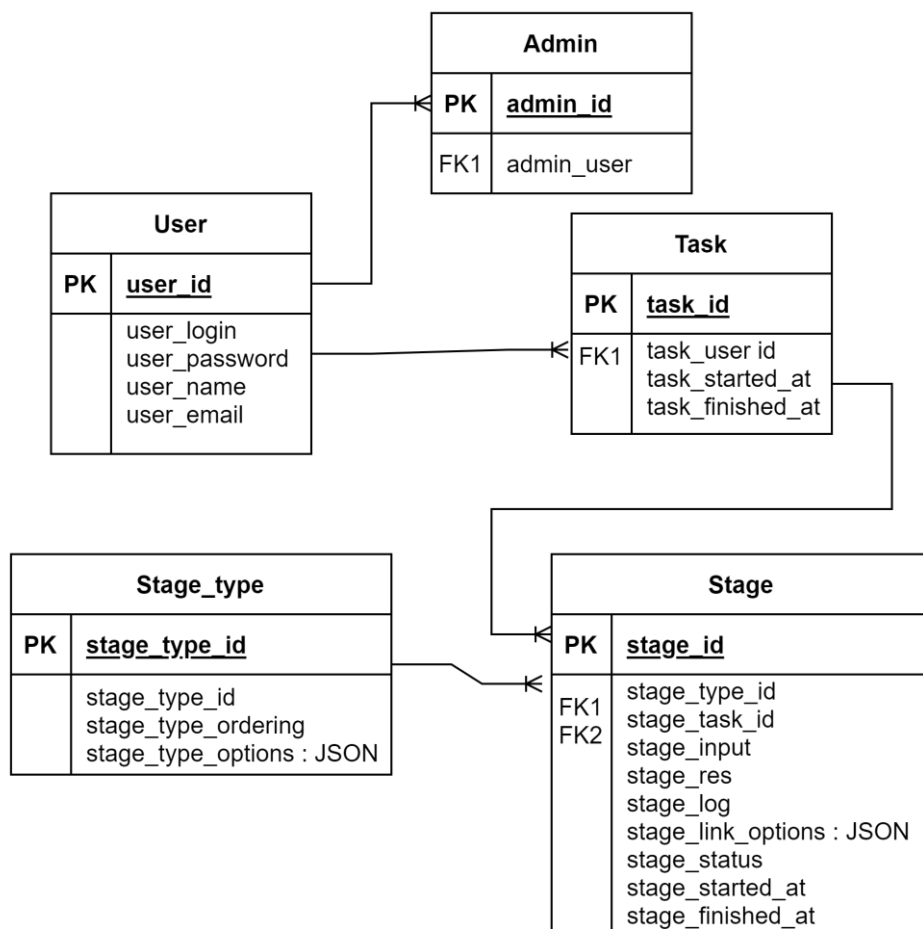 Admin
PK admin_id
FK1 admin_user
User
PK user_id
user_login
user_password
user_name
user_email
Task
PK task_id
FK1 task_user id
task_started_at
task_finished_at
Stage_type
PK stage_type_id
stage_type_id
stage_type_ordering
stage_type_options : JSON
Stage
PK stage_id
FK1 stage_type_id
FK2 stage_task_id
stage_input
stage_res
stage_log
stage_link_options : JSON
stage_status
stage_started_at
stage_finished_at